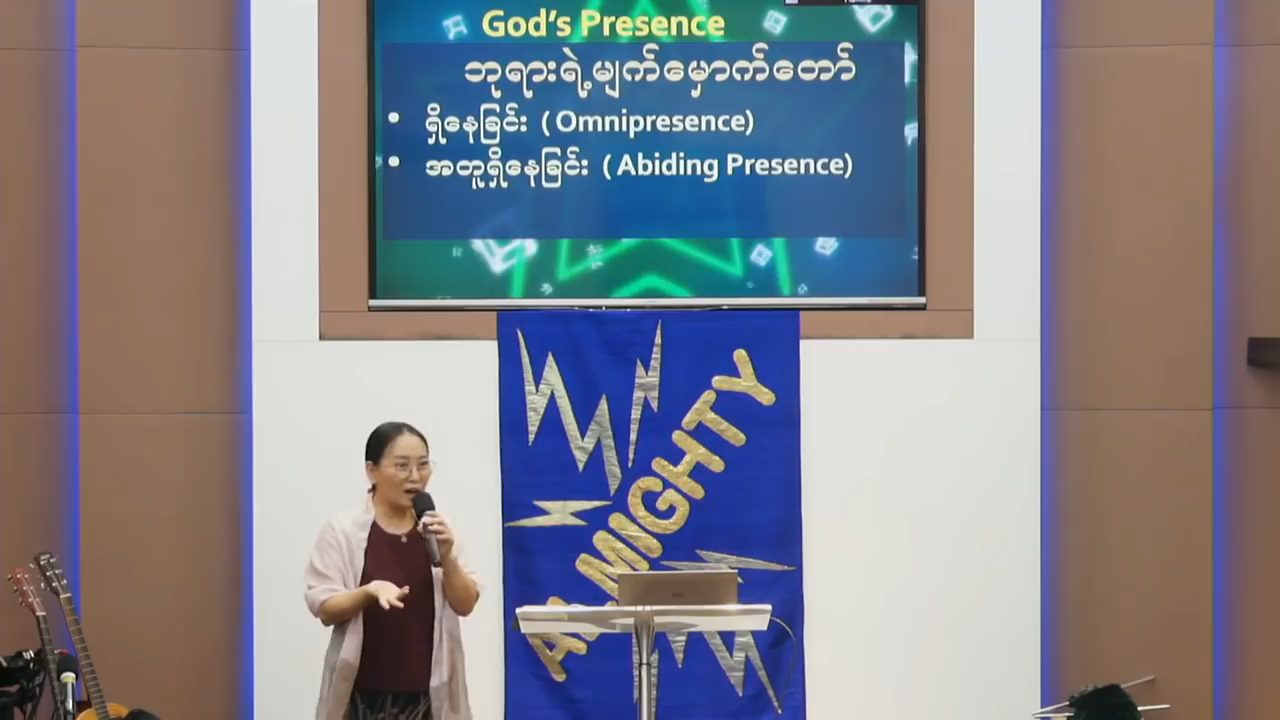 God's Presence
ဘုရားရဲ့မျက်မှောက်တော်
• ရှိနေခြင်း (Omnipresence)
• အတူရှိနေခြင်း (Abiding Presence)
ALMIGHTY